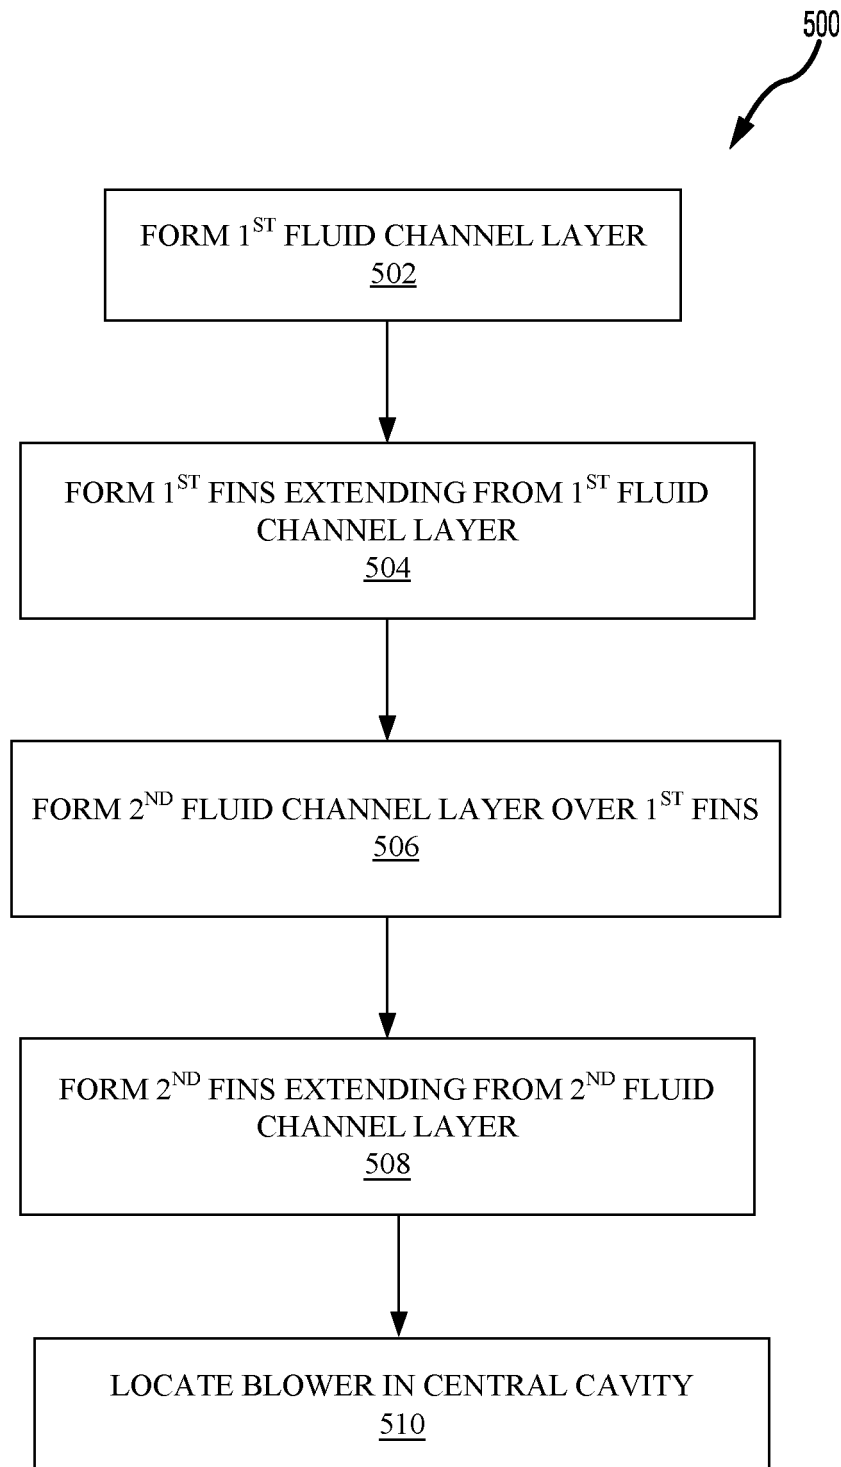 500
FORM 1ST FLUID CHANNEL LAYER
502
FORM 1ST FINS EXTENDING FROM 1ST FLUID
CHANNEL LAYER
504
FORM 2ND FLUID CHANNEL LAYER OVER 1ST FINS
506
FORM 2ND FINS EXTENDING FROM 2ND FLUID
CHANNEL LAYER
508
LOCATE BLOWER IN CENTRAL CAVITY
510